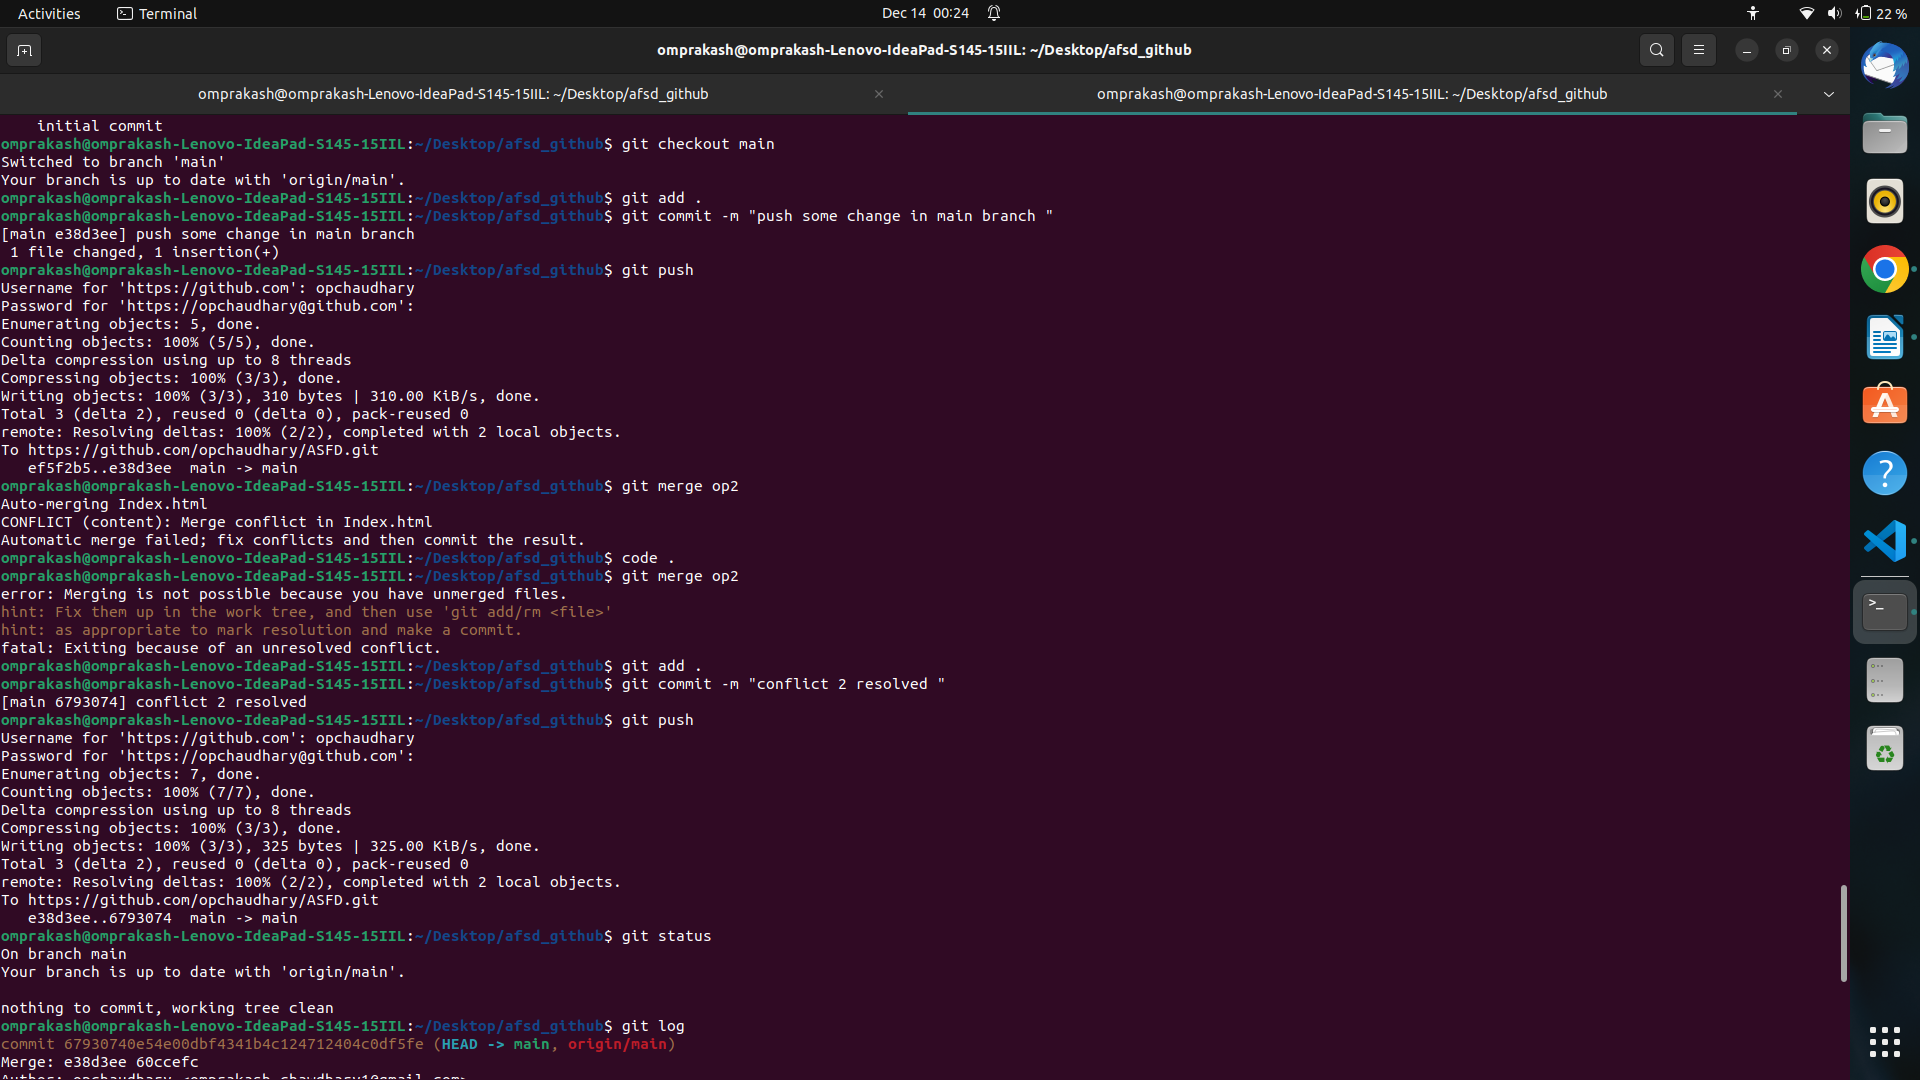 Activities
Terminal
Dec 14 00:24
22 %
omprakash@omprakash-Lenovo-IdeaPad-S145-15IIL: ~/Desktop/afsd_github
omprakash@omprakash-Lenovo-IdeaPad-S145-15IIL: ~/Desktop/afsd_github
omprakash@omprakash-Lenovo-IdeaPad-S145-15IIL: ~/Desktop/afsd_github
initial commit
omprakash@omprakash-Lenovo-IdeaPad-S145-15IIL:~/Desktop/afsd_github$ git checkout main
Switched to branch 'main'
Your branch is up to date with 'origin/main'.
omprakash@omprakash-Lenovo-IdeaPad-S145-15IIL:~/Desktop/afsd_github$ git add .
omprakash@omprakash-Lenovo-IdeaPad-S145-15IIL:~/Desktop/afsd_github$ git commit -m "push some change in main branch "
[main e38d3ee] push some change in main branch
1 file changed, 1 insertion(+)
omprakash@omprakash-Lenovo-IdeaPad-S145-15IIL:~/Desktop/afsd_github$ git push
Username for 'https://github.com': opchaudhary
Password for 'https://opchaudhary@github.com':
Enumerating objects: 5, done.
Counting objects: 100% (5/5), done.
Delta compression using up to 8 threads
Compressing objects: 100% (3/3), done.
Writing objects: 100% (3/3), 310 bytes | 310.00 KiB/s, done.
Total 3 (delta 2), reused 0 (delta 0), pack-reused 0
remote: Resolving deltas: 100% (2/2), completed with 2 local objects.
To https://github.com/opchaudhary/ASFD.git
ef5f2b5..e38d3ee  main -> main
omprakash@omprakash-Lenovo-IdeaPad-S145-15IIL:~/Desktop/afsd_github$ git merge op2
Auto-merging Index.html
CONFLICT (content): Merge conflict in Index.html
Automatic merge failed; fix conflicts and then commit the result.
omprakash@omprakash-Lenovo-IdeaPad-S145-15IIL:~/Desktop/afsd_github$ code .
omprakash@omprakash-Lenovo-IdeaPad-S145-15IIL:~/Desktop/afsd_github$ git merge op2
error: Merging is not possible because you have unmerged files.
hint: Fix them up in the work tree, and then use 'git add/rm <file>'
hint: as appropriate to mark resolution and make a commit.
fatal: Exiting because of an unresolved conflict.
omprakash@omprakash-Lenovo-IdeaPad-S145-15IIL:~/Desktop/afsd_github$ git add .
omprakash@omprakash-Lenovo-IdeaPad-S145-15IIL:~/Desktop/afsd_github$ git commit -m "conflict 2 resolved "
[main 6793074] conflict 2 resolved
omprakash@omprakash-Lenovo-IdeaPad-S145-15IIL:~/Desktop/afsd_github$ git push
Username for 'https://github.com': opchaudhary
Password for 'https://opchaudhary@github.com':
Enumerating objects: 7, done.
Counting objects: 100% (7/7), done.
Delta compression using up to 8 threads
Compressing objects: 100% (3/3), done.
Writing objects: 100% (3/3), 325 bytes | 325.00 KiB/s, done.
Total 3 (delta 2), reused 0 (delta 0), pack-reused 0
remote: Resolving deltas: 100% (2/2), completed with 2 local objects.
To https://github.com/opchaudhary/ASFD.git
e38d3ee..6793074  main -> main
omprakash@omprakash-Lenovo-IdeaPad-S145-15IIL:~/Desktop/afsd_github$ git status
On branch main
Your branch is up to date with 'origin/main'.
nothing to commit, working tree clean
omprakash@omprakash-Lenovo-IdeaPad-S145-15IIL:~/Desktop/afsd_github$ git log
commit 67930740e54e00dbf4341b4c124712404c0df5fe (HEAD -> main, origin/main)
Merge: e38d3ee 60ccefc